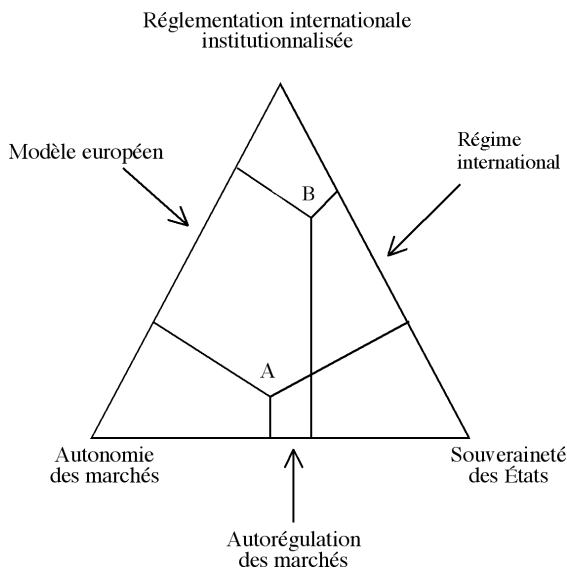 Réglementation internationale
institutionnalisée
Modèle européen
Régime
international
B
A
Autonomie
des marchés
Souveraineté
des États
Autorégulation
des marchés